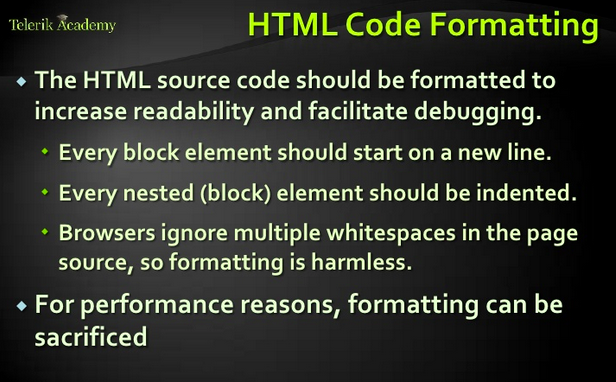 Telerik Academy
HTML Code Formatting
The HTML source code should be formatted to
increase readability and facilitate debugging.
Every block element should start on a new line.
Every nested (block) element should be indented.
Browsers ignore multiple whitespaces in the page
source, so formatting is harmless.
For performance reasons, formatting can be
sacrificed